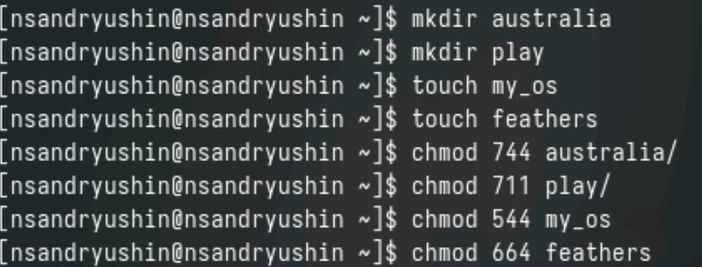 [nsandryushin@nsandryushin ~]$ mkdir australia
[nsandryushin@nsandryushin ~]$ mkdir play
[nsandryushin@nsandryushin ~]$ touch my_os
[nsandryushin@nsandryushin ~]$ touch feathers
[nsandryushin@nsandryushin ~]$ chmod 744 australia/
[nsandryushin@nsandryushin ~]$ chmod 711 play/
[nsandryushin@nsandryushin ~]$ chmod 544 my_os
[nsandryushin@nsandryushin ~]$ chmod 664 feathers